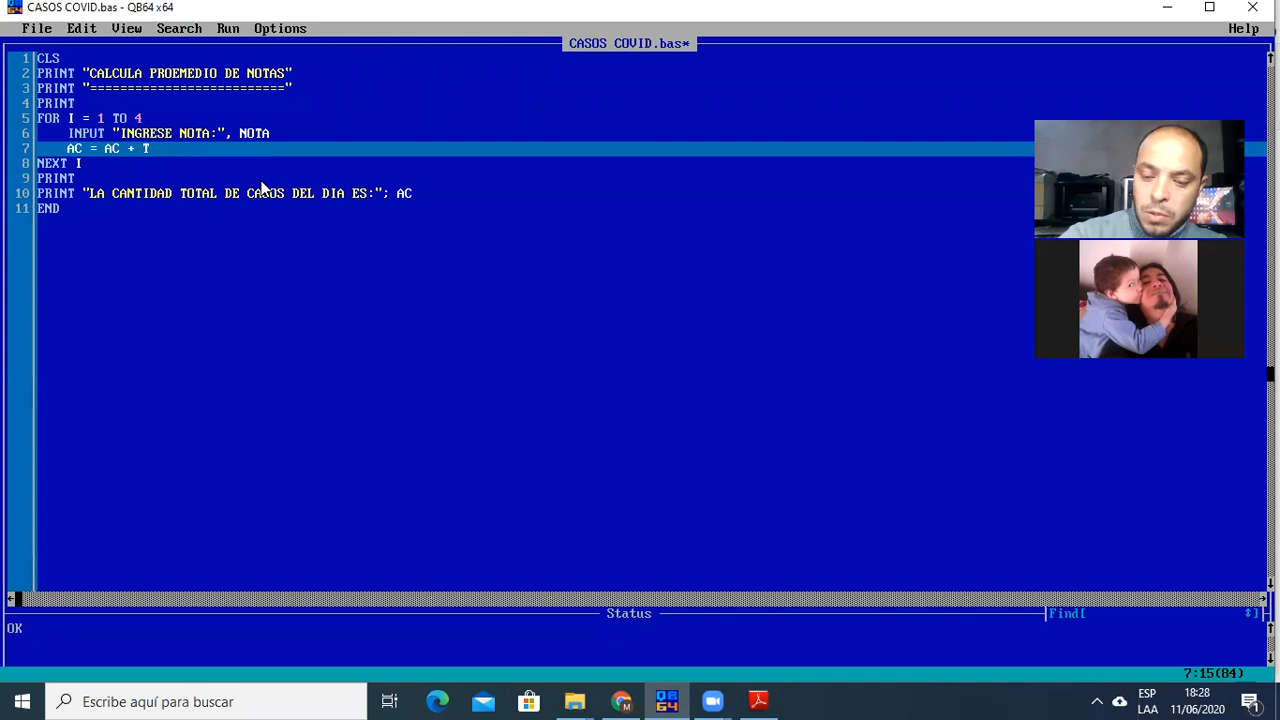 CASOS COVID.bas - QB64 x64
File Edit View Search Run Options Help
CASOS COVID.bas*
1 CLS
2 PRINT "CALCULA PROEMEDIO DE NOTAS"
3 PRINT "=========================="
4 PRINT
5 FOR I = 1 TO 4
6 INPUT "INGRESE NOTA:", NOTA
7 AC = AC + T
8 NEXT I
9 PRINT
10 PRINT "LA CANTIDAD TOTAL DE CASOS DEL DIA ES:"; AC
11 END
Status
Find[ ]
OK
7:15(84)
Escribe aquí para buscar
QB
64
M
ESP
LAA
18:28
11/06/2020
1